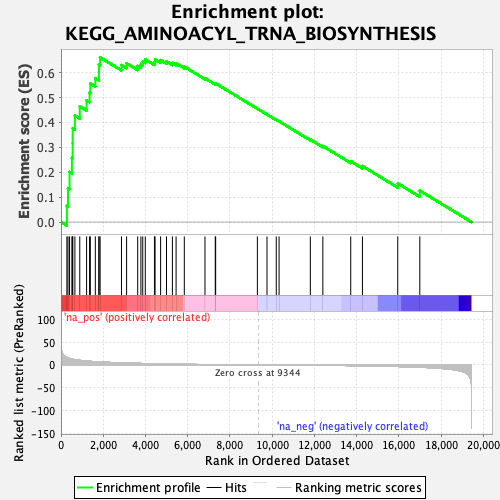 Enrichment plot:
KEGG_AMINOACYL_TRNA_BIOSYNTHESIS
Enrichment score (ES)
0.6
0.5
0.4
0.3
0.2
0.1
0.0
'na_pos' (positively correlated)
Ranked list metric (PreRanked)
100
50
0
-50
-100
-150
Zero cross at 9344
'na_neg' (negatively correlated)
0 2,000 4,000 6,000 8,000 10,000 12,000 14,000 16,000 18,000 20,000
Rank in Ordered Dataset
Enrichment profile Hits Ranking metric scores